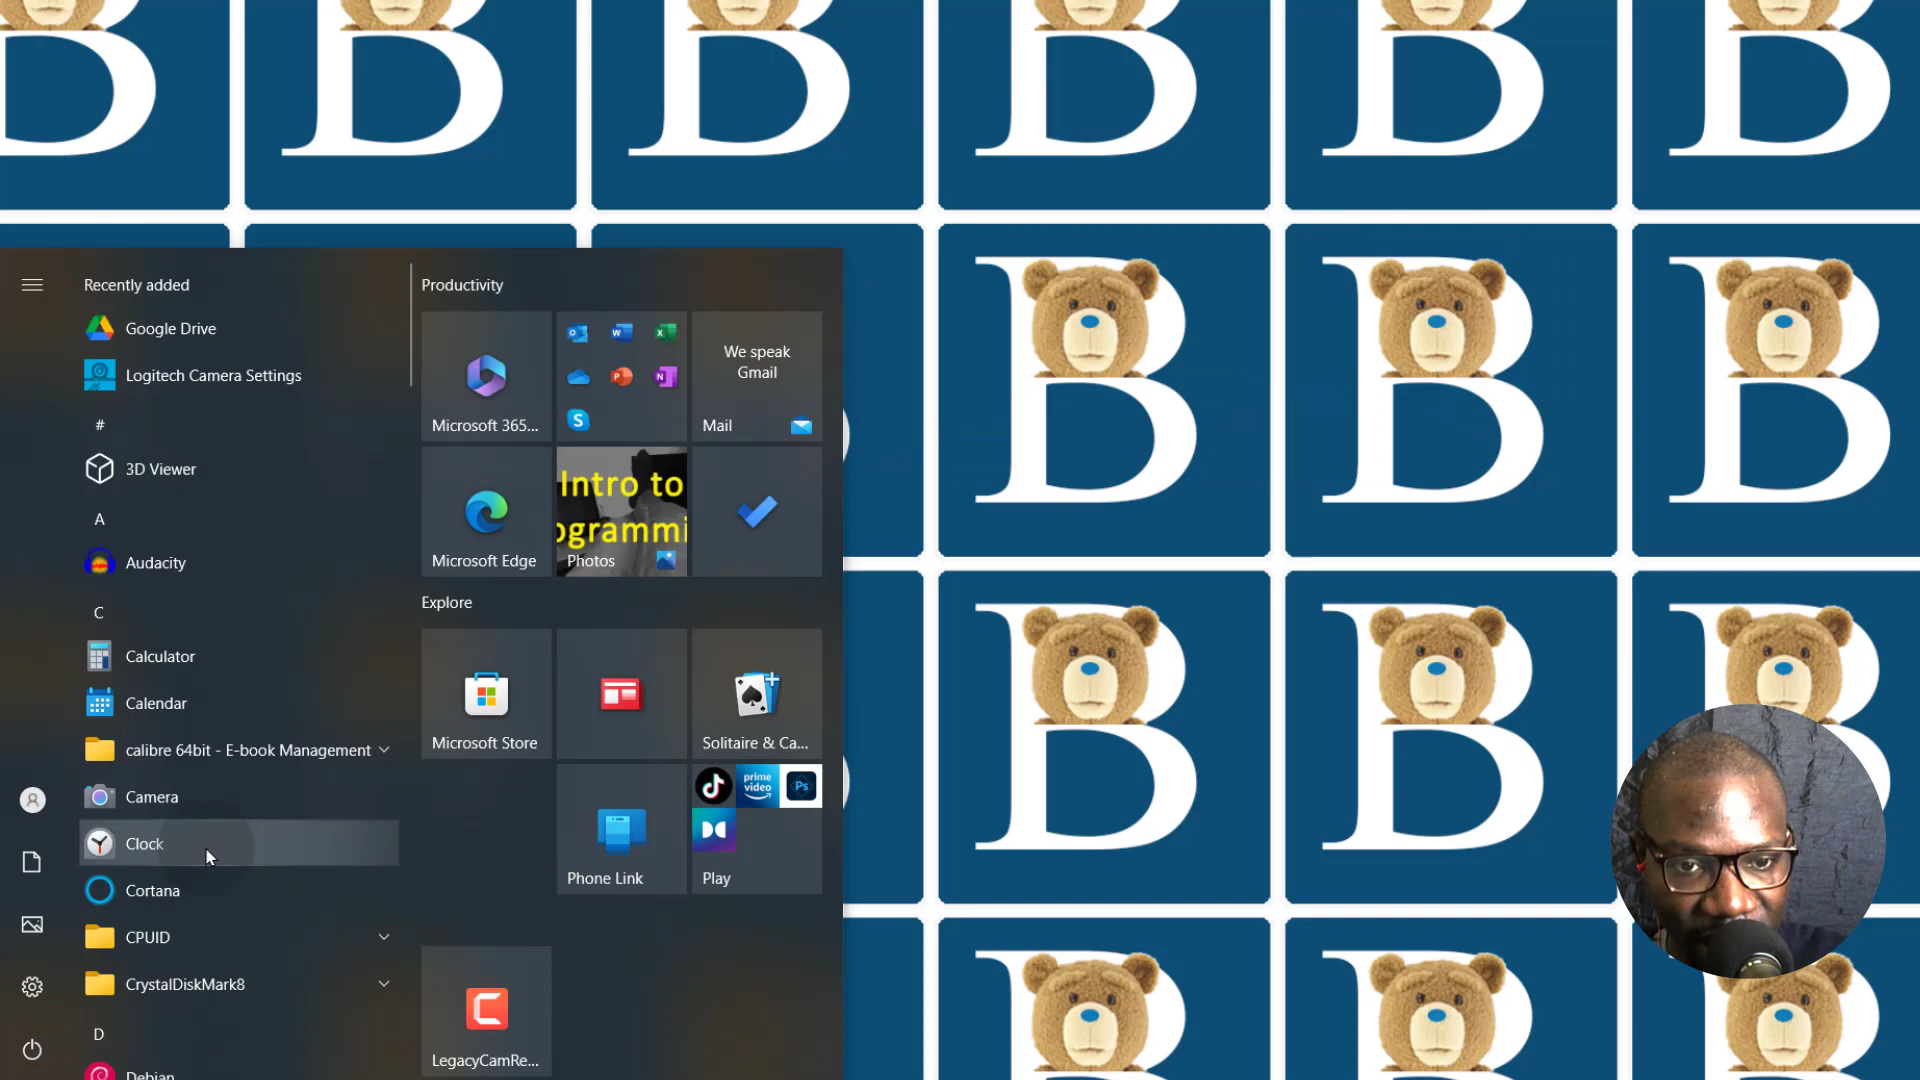 B B B B B B
Recently added
Google Drive
Logitech Camera Settings
#
3D Viewer
A
Audacity
C
Calculator
Calendar
calibre 64bit - E-book Management
Camera
Clock
Cortana
CPUID
CrystalDiskMark8
D
Debian
Productivity
Microsoft 365...
We speak
Gmail
Mail
Microsoft Edge
Intro to
ogrammi
Photos
Explore
Microsoft Store
Solitaire & Ca...
Phone Link
prime
video
Ps
Play
LegacyCamRe...
B B B
B B B